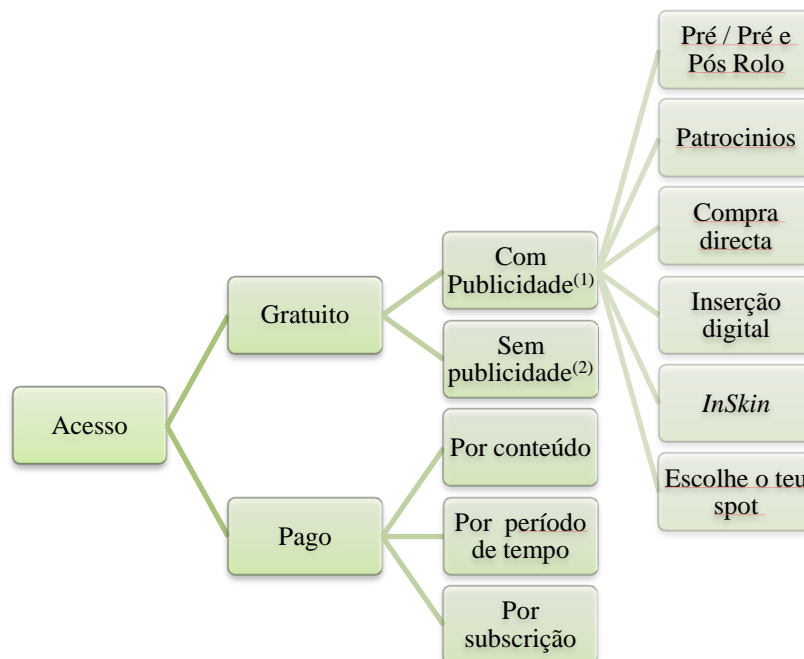 Acesso
Gratuito
Com
Publicidade(1)
Pré / Pré e
Pós Rolo
Patrocinios
Compra
directa
Inserção
digital
InSkin
Escolhe o teu
spot
Sem
publicidade(2)
Pago
Por conteúdo
Por período
de tempo
Por
subscrição